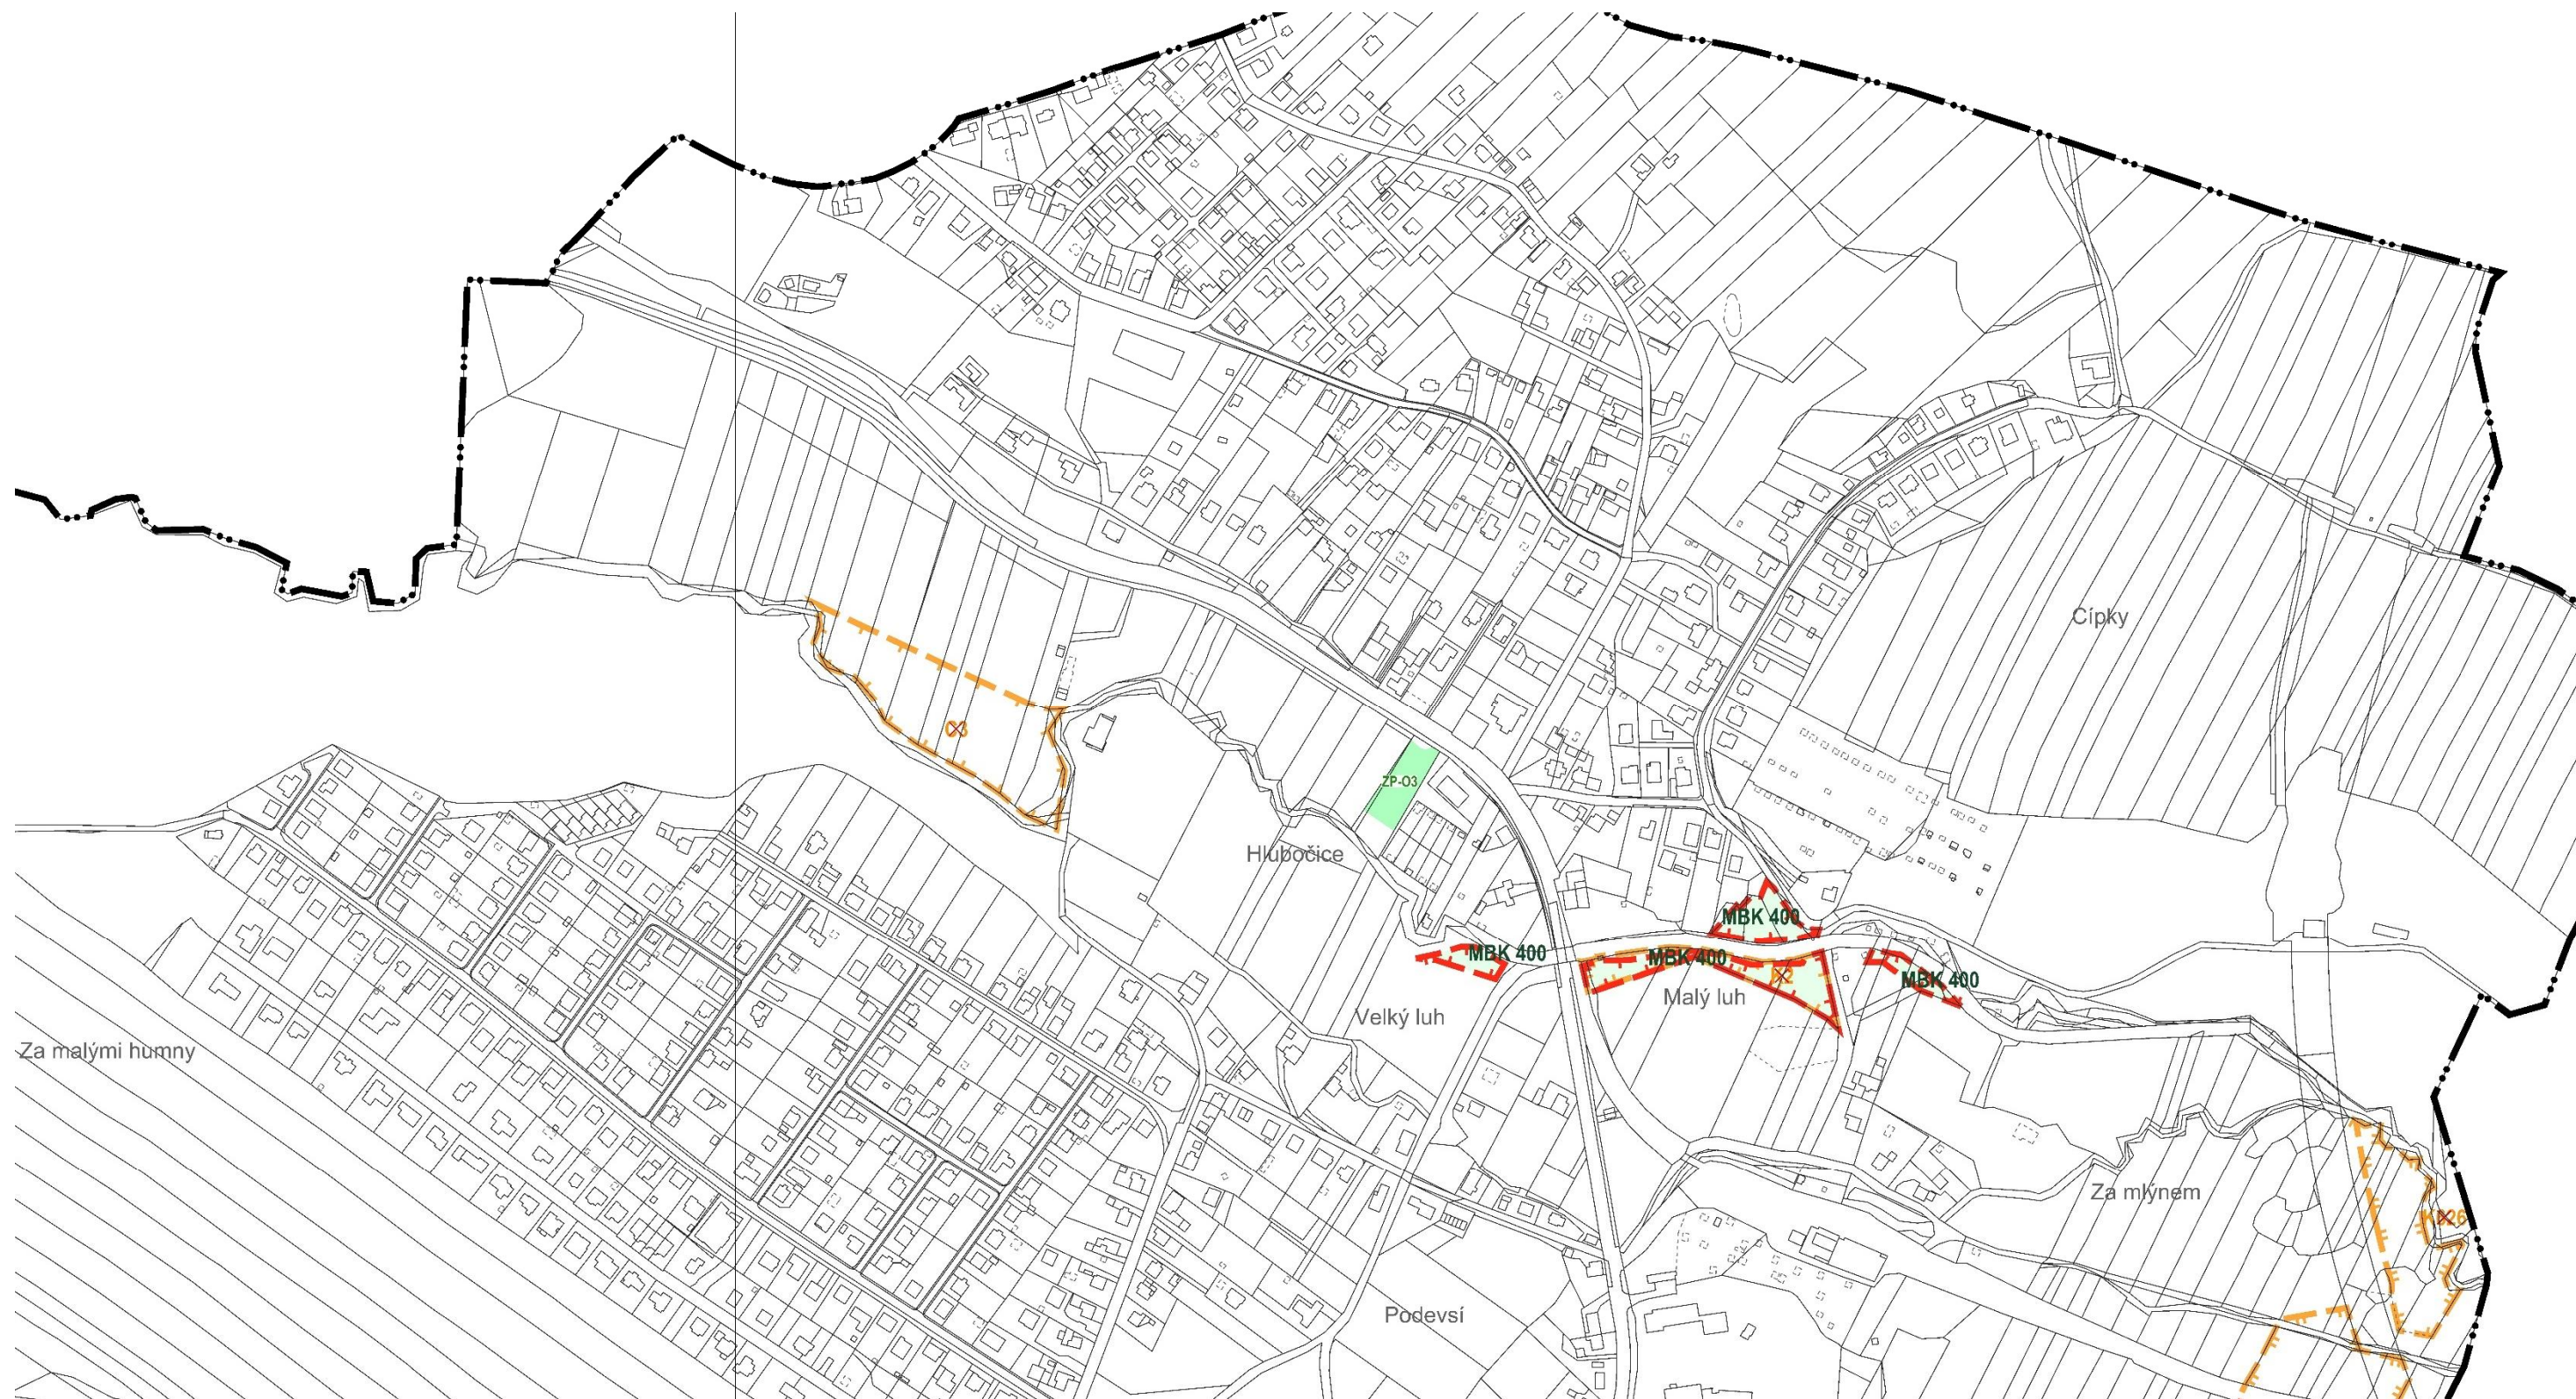 Cípky
ZP-O3
Hlubočice
MBK 400
MBK 400
MBK 400
MBK 400
Malý luh
Velký luh
Za malými humny
Za mlýnem
Podevsí